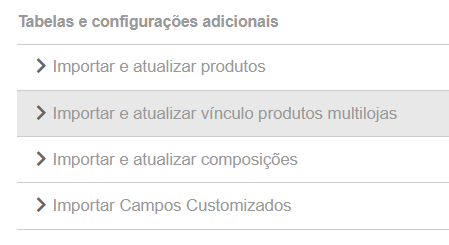 Tabelas e configurações adicionais
Importar e atualizar produtos
Importar e atualizar vínculo produtos multilojas
Importar e atualizar composições
Importar Campos Customizados